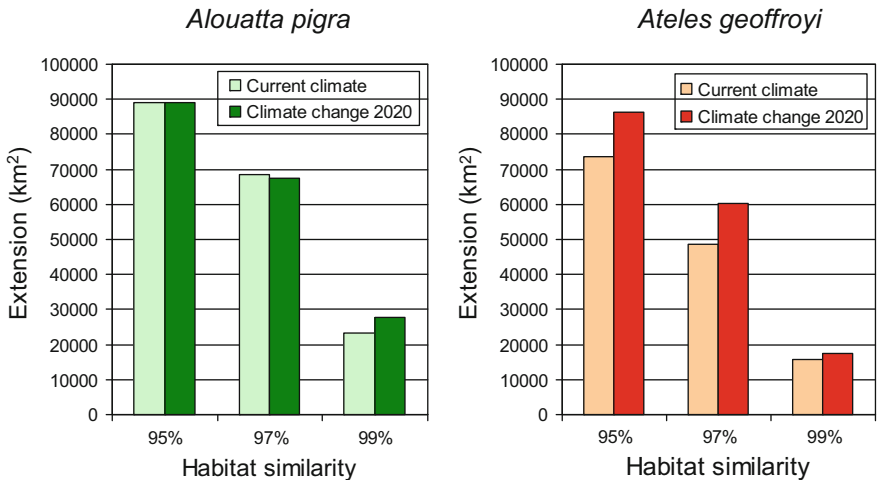 Alouatta pigra
Extension (km²)
100000
90000
80000
70000
60000
50000
40000
30000
20000
10000
0
Current climate
Climate change 2020
95%
97%
99%
Habitat similarity
Ateles geoffroyi
Extension (km²)
100000
90000
80000
70000
60000
50000
40000
30000
20000
10000
0
Current climate
Climate change 2020
95%
97%
99%
Habitat similarity